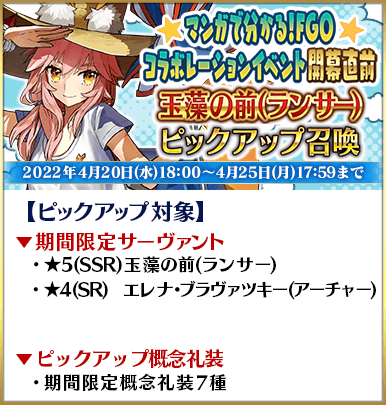 マンガで分かる!FGO
コラボレーションイベント開幕直前
玉藻の前(ランサー)
ピックアップ召喚
2022年4月20日(水)18:00～4月25日(月)17:59まで
【ピックアップ対象】
▼期間限定サーヴァント
・★5(SSR)玉藻の前(ランサー)
・★4(SR) エレナ・ブラヴァツキー(アーチャー)
▼ピックアップ概念礼装
・期間限定概念礼装7種